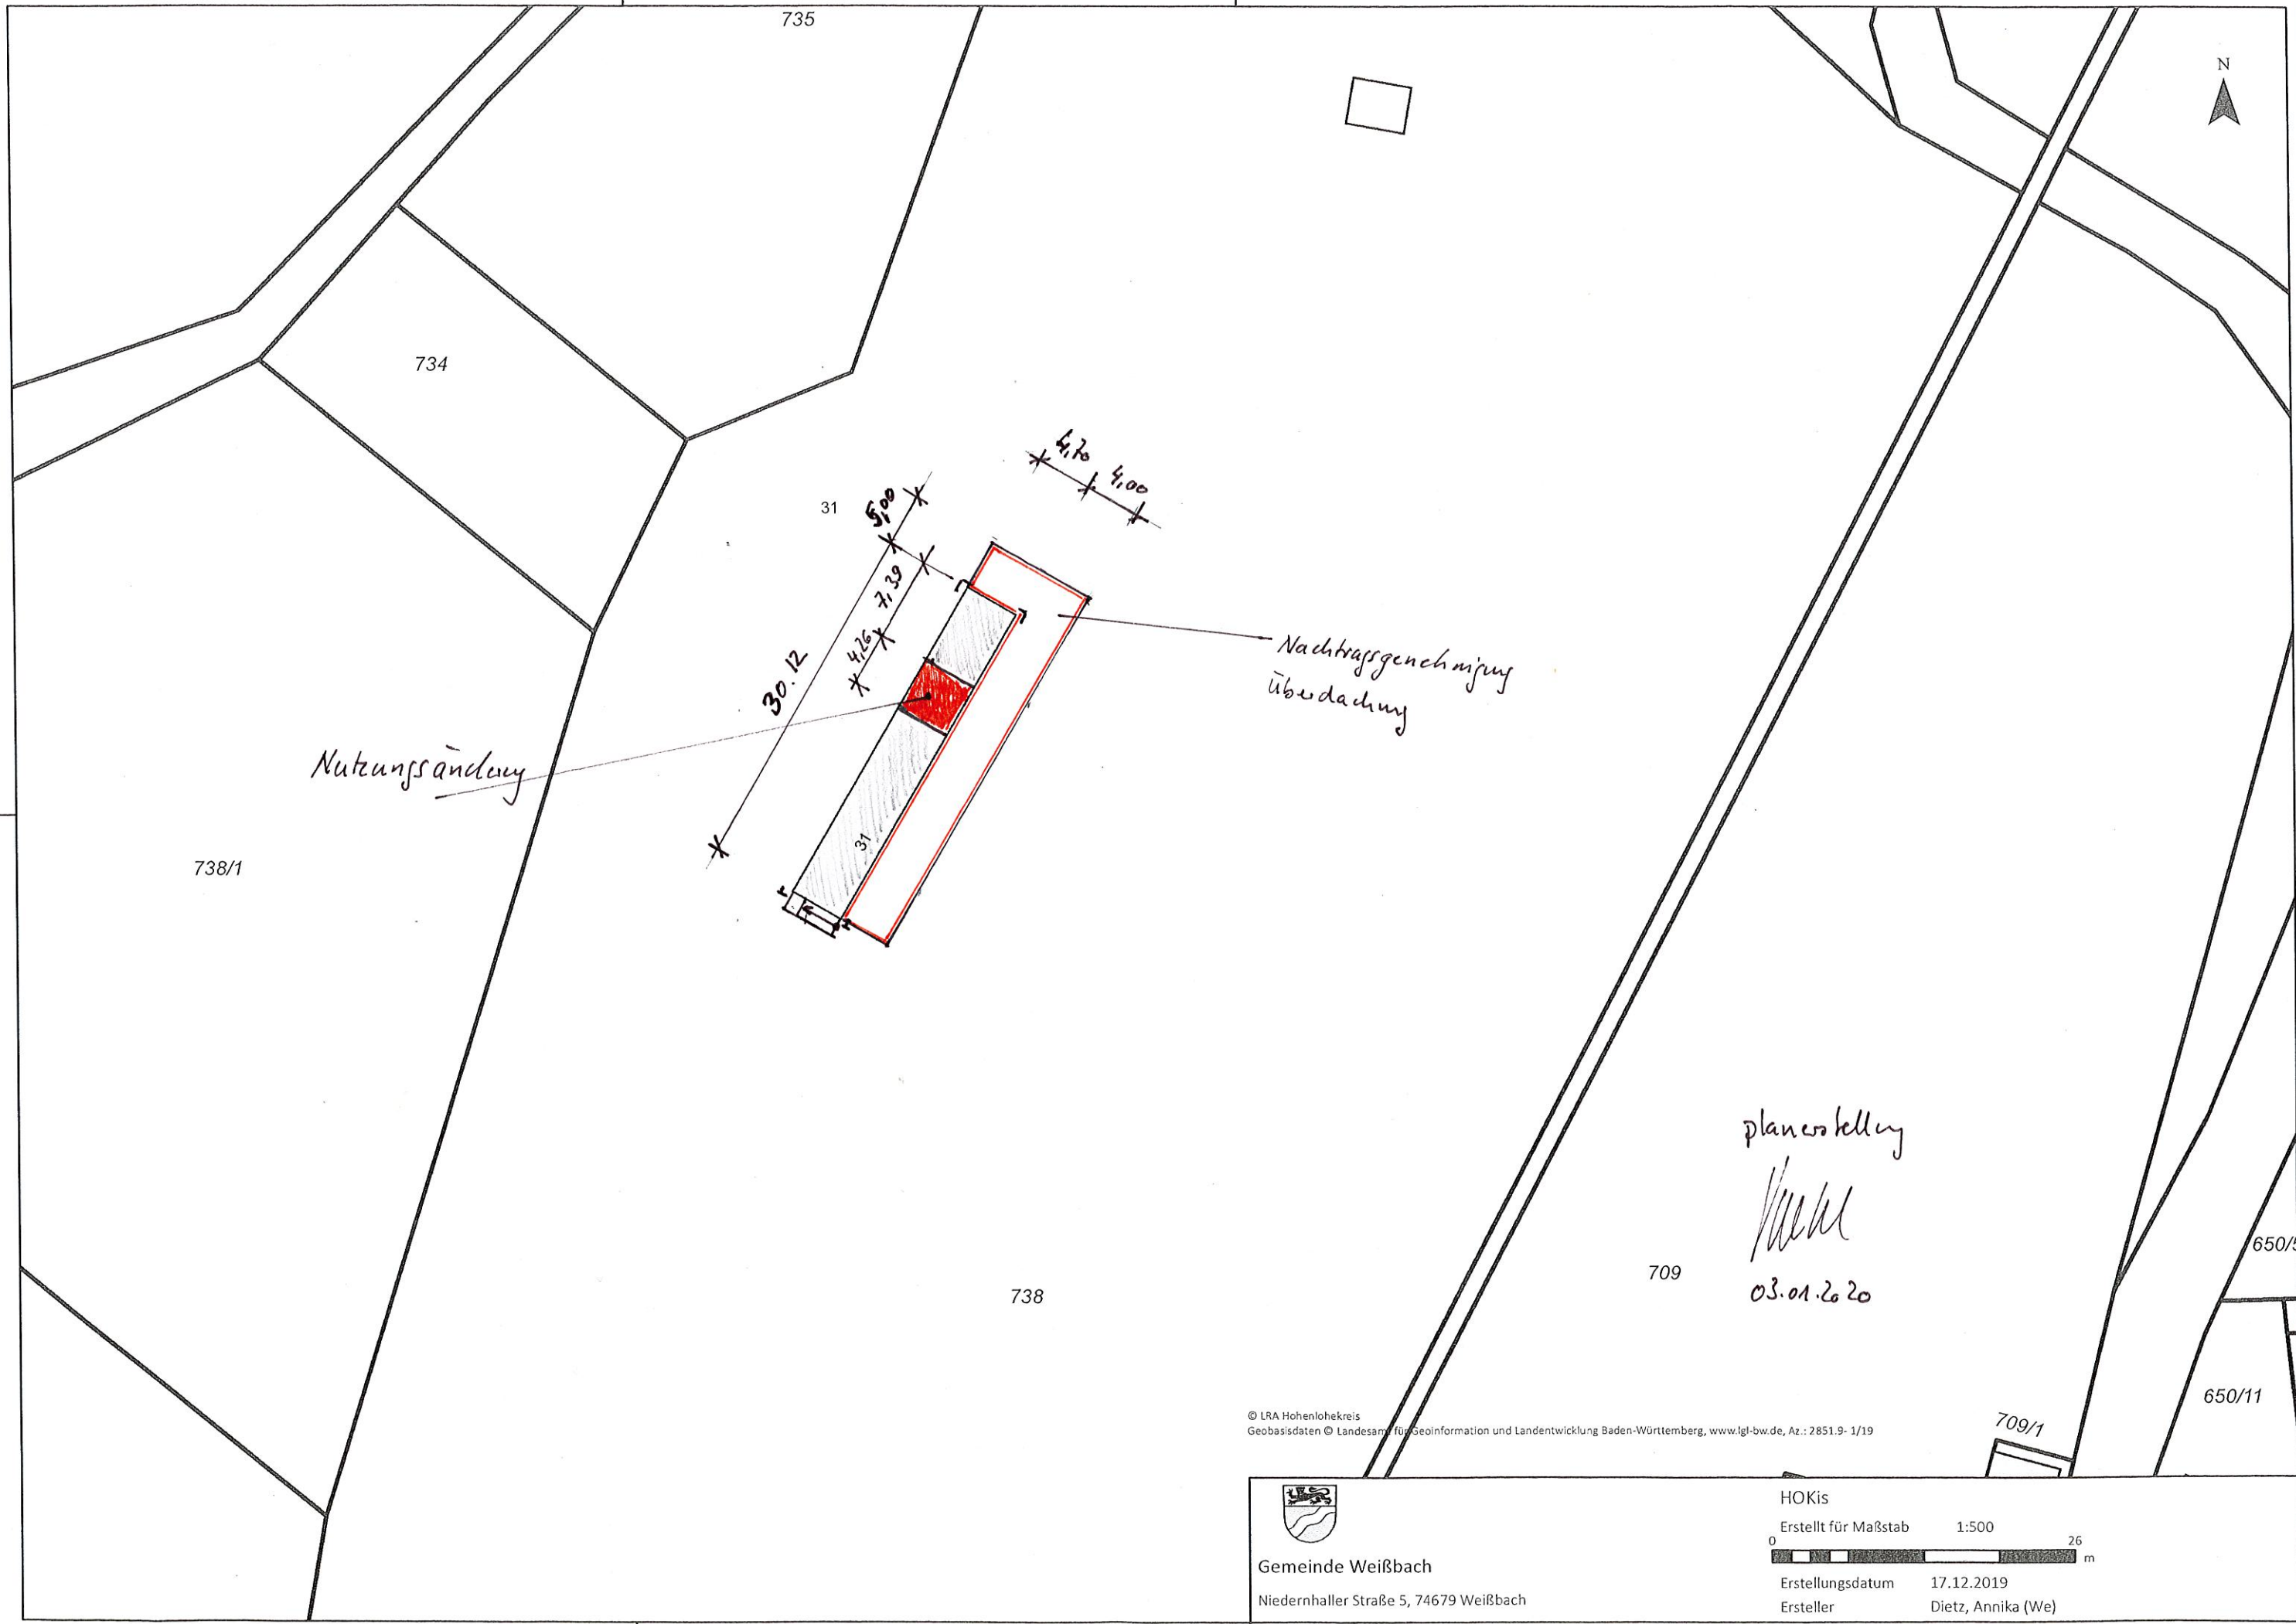 735
N
734
4,70
4,00
31
5,00
7,39
4,26
30.12
Nachtragsgenehmigung
Überdachung
Nutzungsänderung
31
738/1
planerstellung
650/5
709
03.01.2020
738
650/11
© LRA Hohenlohekreis
Geobasisdaten © Landesamt für Geoinformation und Landentwicklung Baden-Württemberg, www.lgl-bw.de, Az.: 2851.9- 1/19
709/1
HOKis
Erstellt für Maßstab 1:500
0 26
m
Gemeinde Weißbach
Erstellungsdatum 17.12.2019
Niedernhaller Straße 5, 74679 Weißbach
Ersteller Dietz, Annika (We)